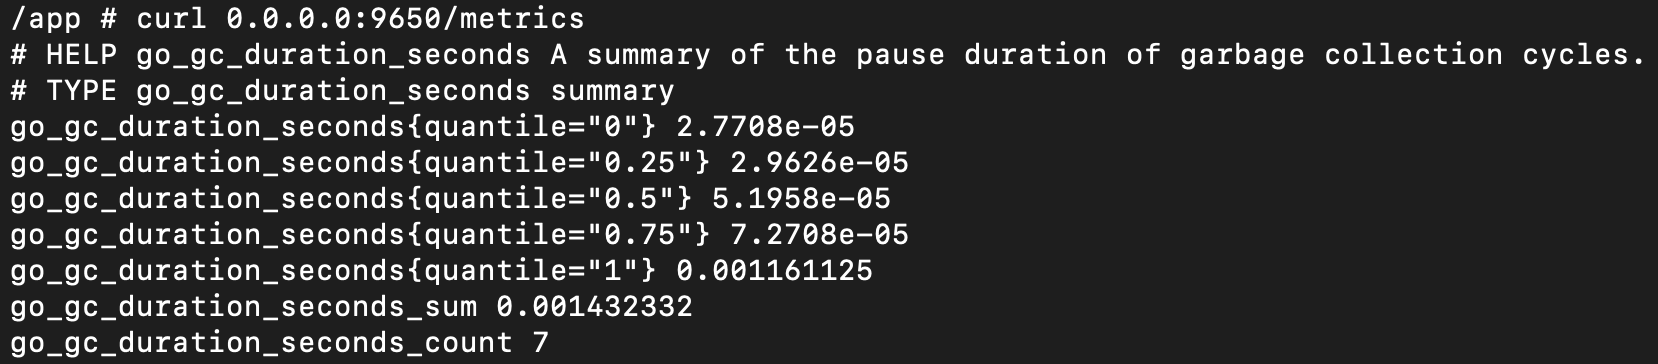 /app # curl 0.0.0.0:9650/metrics
# HELP go_gc_duration_seconds A summary of the pause duration of garbage collection cycles.
# TYPE go_gc_duration_seconds summary
go_gc_duration_seconds{quantile="0"} 2.7708e-05
go_gc_duration_seconds{quantile="0.25"} 2.9626e-05
go_gc_duration_seconds{quantile="0.5"} 5.1958e-05
go_gc_duration_seconds{quantile="0.75"} 7.2708e-05
go_gc_duration_seconds{quantile="1"} 0.001161125
go_gc_duration_seconds_sum 0.001432332
go_gc_duration_seconds_count 7